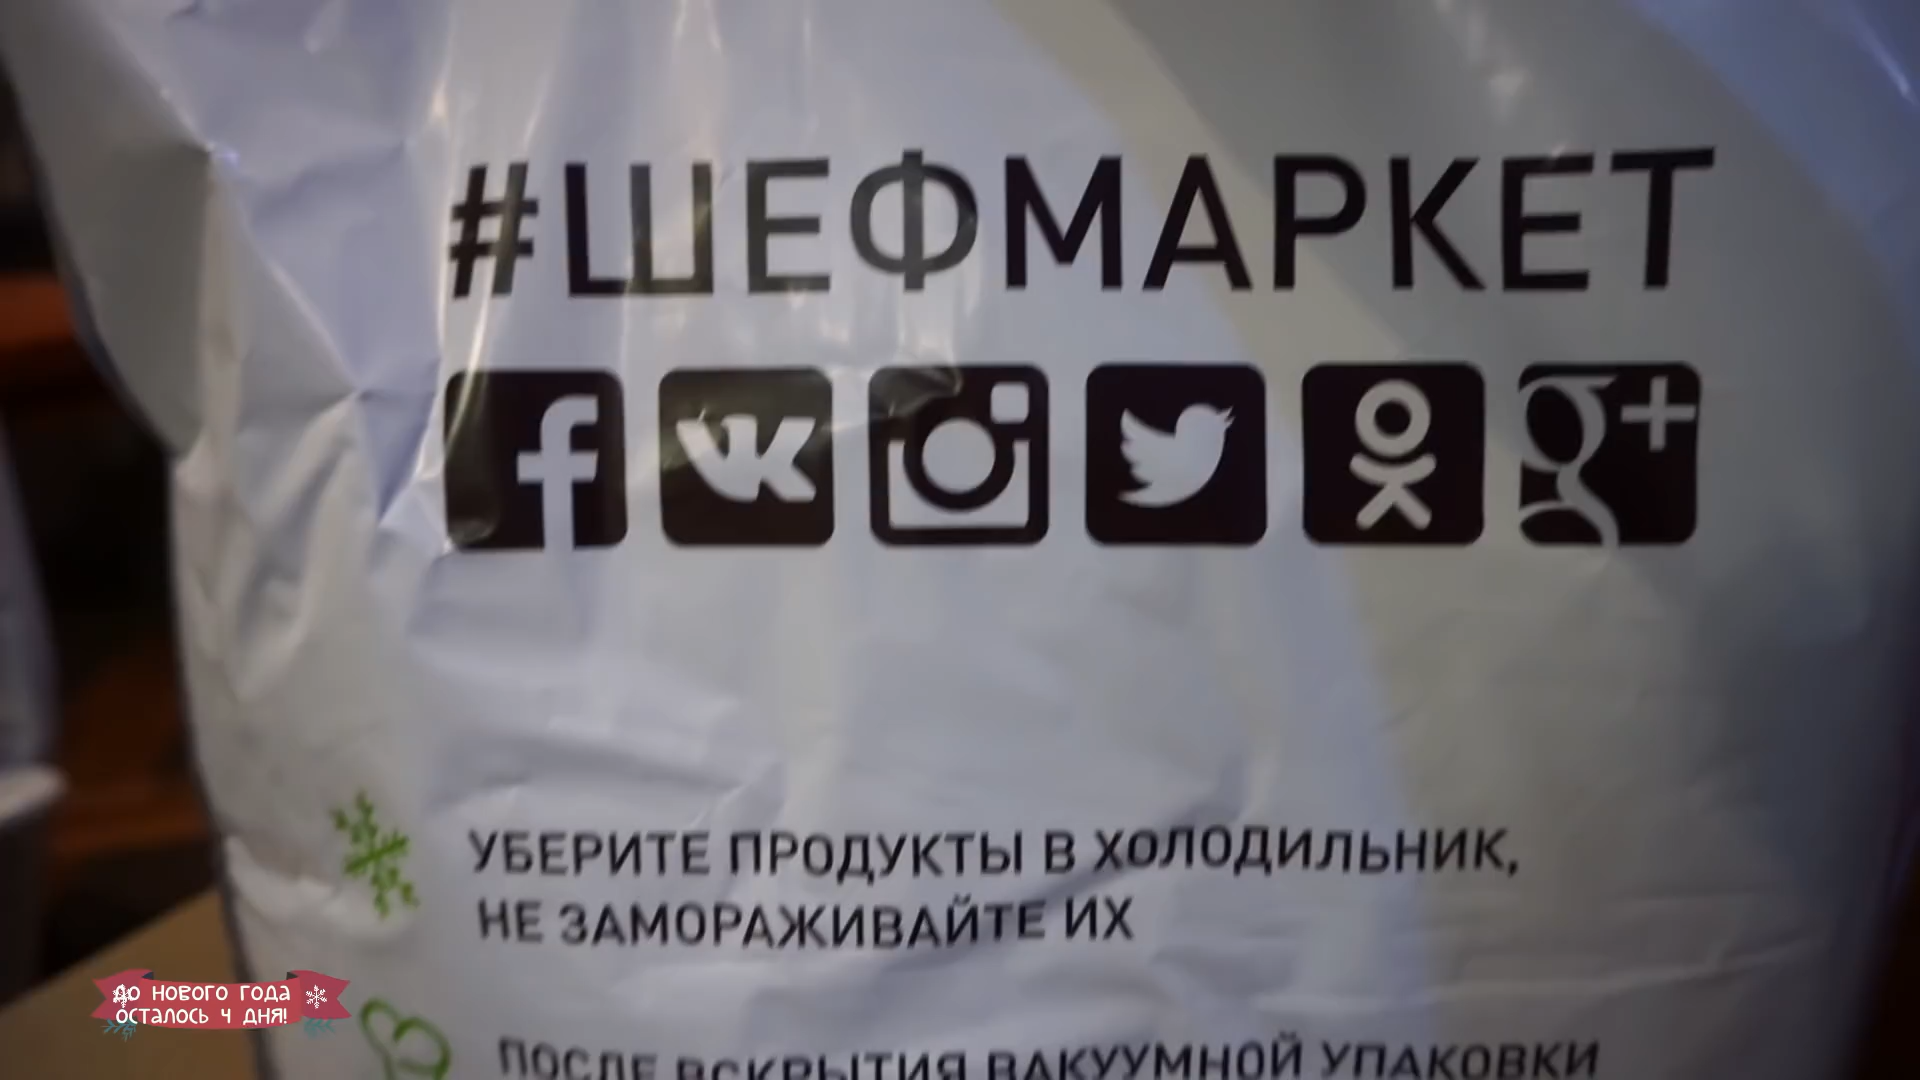 #ШЕФМАРКЕТ
УБЕРИТЕ ПРОДУКТЫ В ХОЛОДИЛЬНИК,
НЕ ЗАМОРАЖИВАЙТЕ ИХ
ПОСЛЕ ВСКРЫТИЯ ВАКУУМНОЙ УПАКОВКИ
ДО НОВОГО ГОДА
ОСТАЛОСЬ 4 ДНЯ!